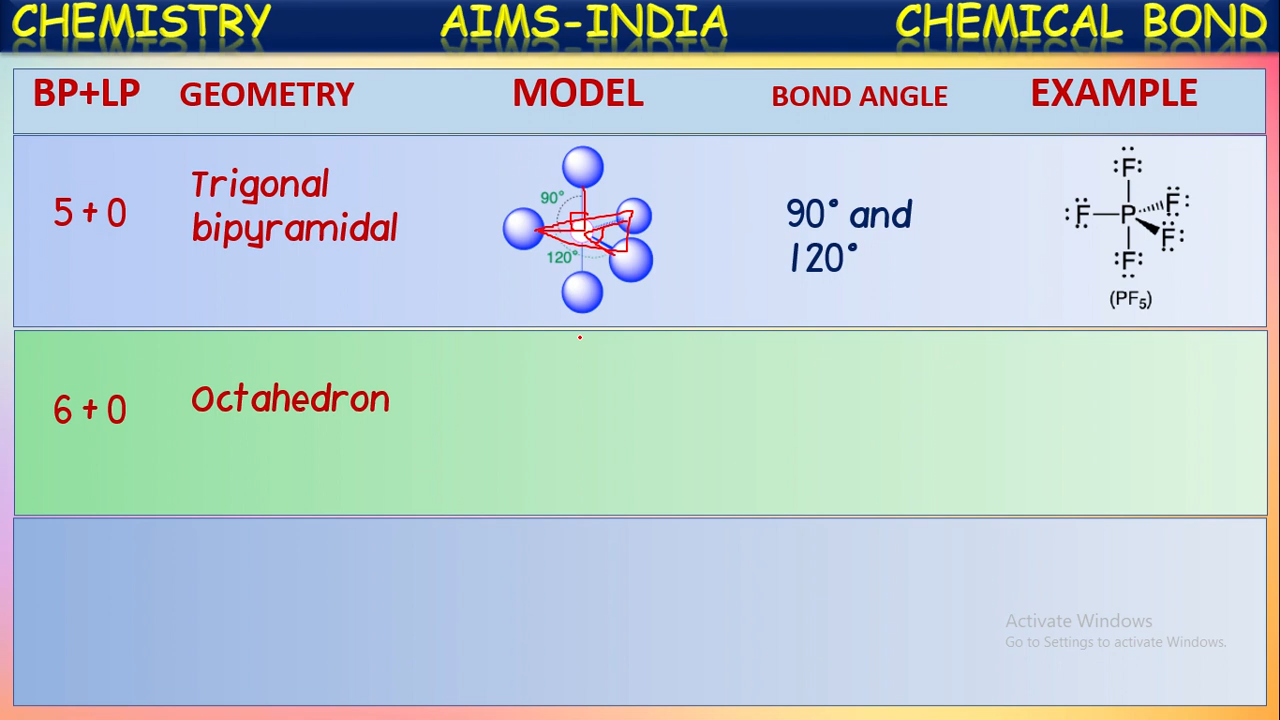 CHEMISTRY AIMS-INDIA CHEMICAL BOND
BP+LP GEOMETRY MODEL BOND ANGLE EXAMPLE
5 + 0
Trigonal
bipyramidal
90°
120°
90° and
120°
:F:
:F P F:
F:
:F:
(PF5)
6 + 0
Octahedron
Activate Windows
Go to Settings to activate Windows.